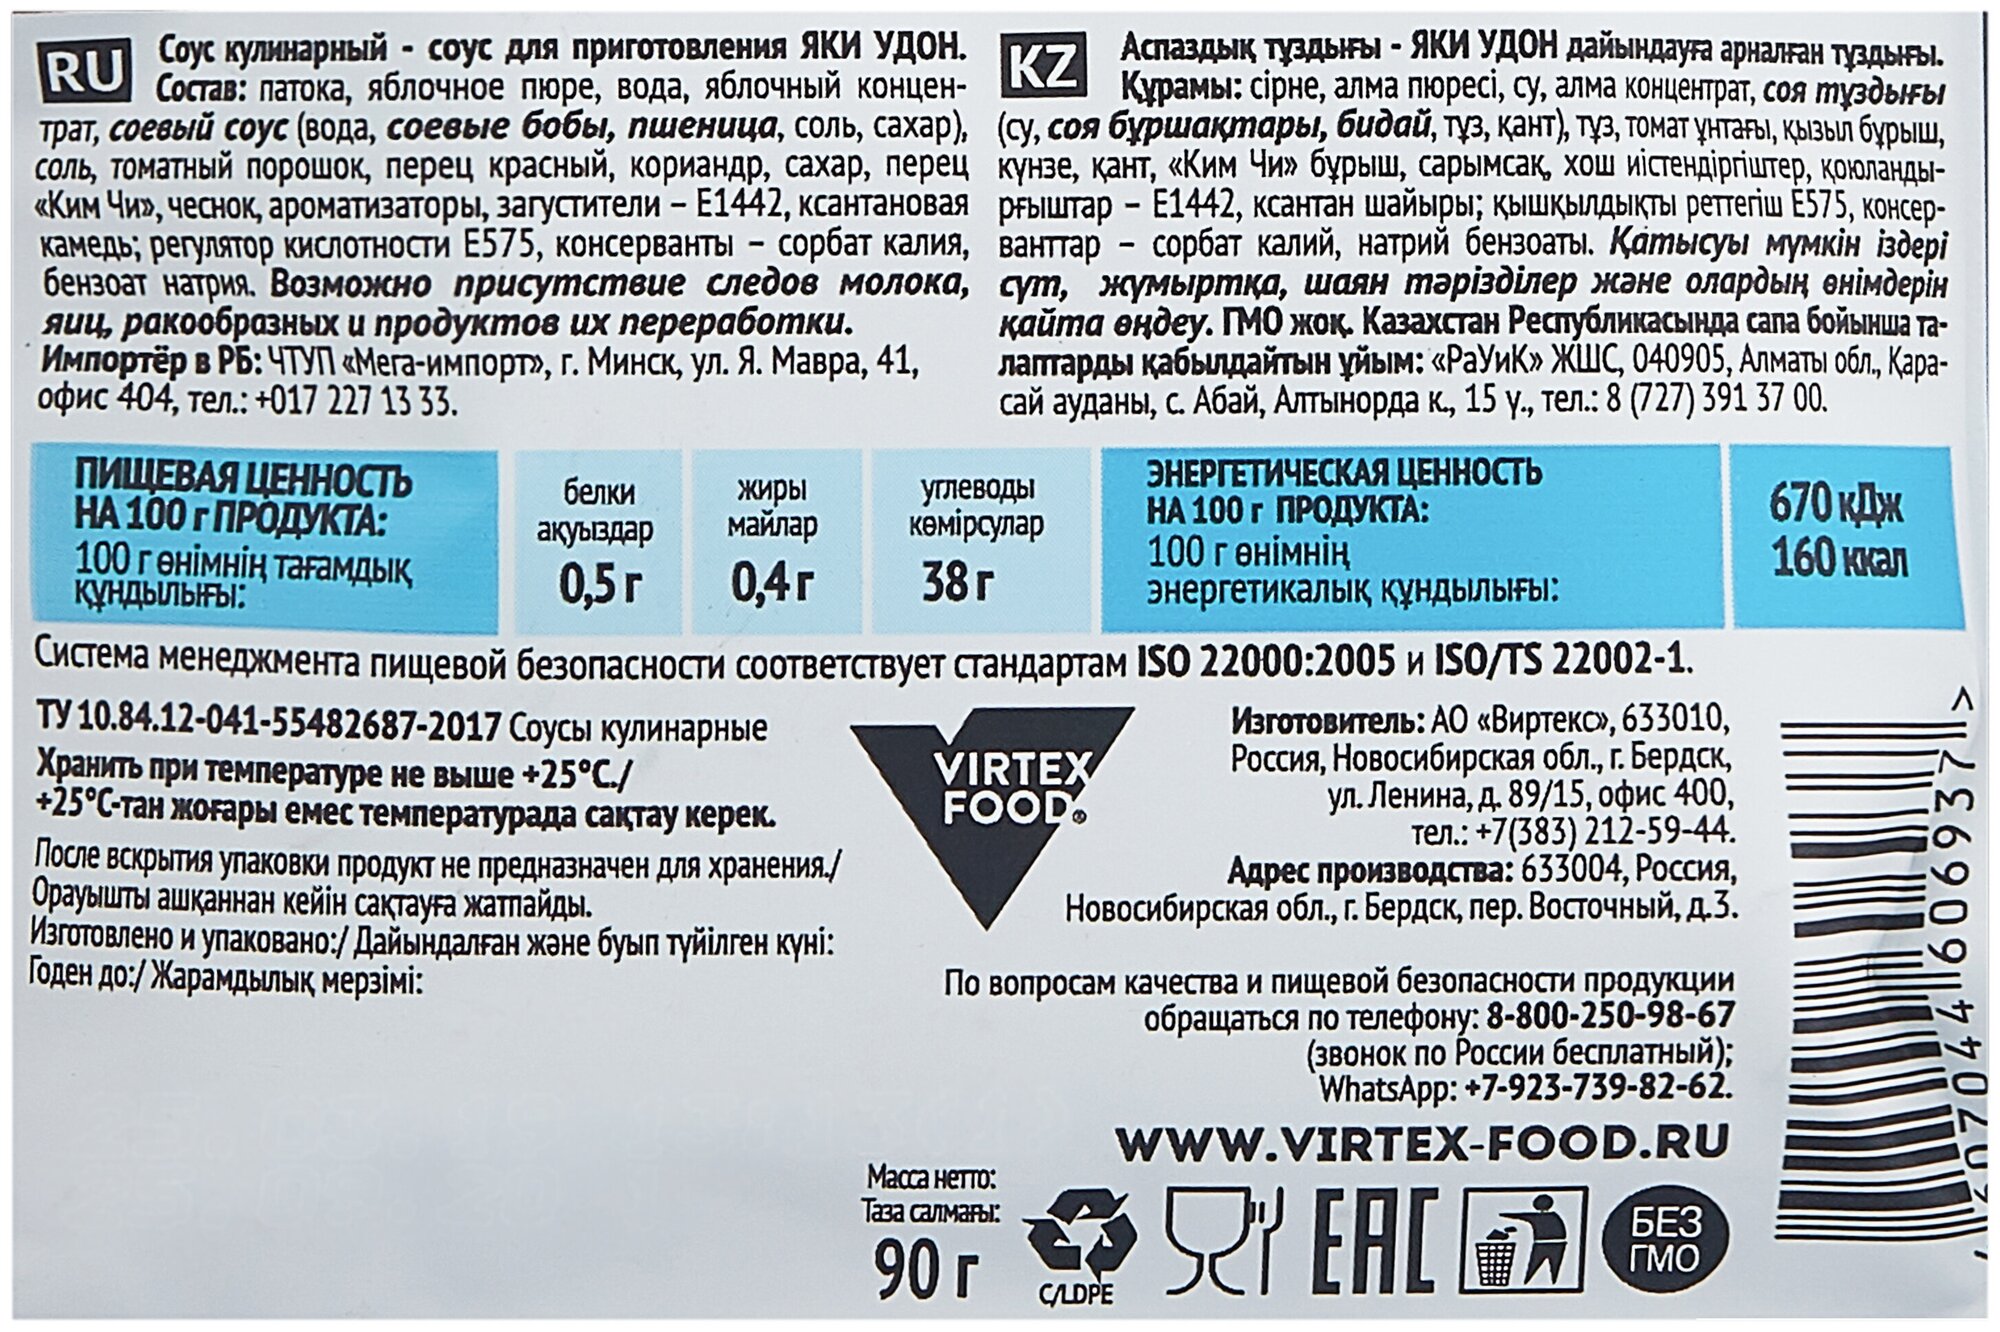 RU
Соус кулинарный - соус для приготовления ЯКИ УДОН.
Состав: патока, яблочное пюре, вода, яблочный концен-
трат, соевый соус (вода, соевые бобы, пшеница, соль, сахар),
соль, томатный порошок, перец красный, кориандр, сахар, перец
«Ким Чи», чеснок, ароматизаторы, загустители – Е1442, ксантановая
камедь; регулятор кислотности Е575, консерванты – сорбат калия,
бензоат натрия. Возможно присутствие следов молока,
яиц, ракообразных и продуктов их переработки.
Импортёр в РБ: ЧТУП «Мега-импорт», г. Минск, ул. Я. Мавра, 41,
офис 404, тел.: +017 227 13 33.
KZ
Аспаздық тұздығы - ЯКИ УДОН дайындауға арналған тұздығы.
Құрамы: сірне, алма пюресі, су, алма концентрат, соя тұздығы
(су, соя бұршақтары, бидай, тұз, қант), тұз, томат ұнтағы, қызыл бұрыш,
күнзе, қант, «Ким Чи» бұрыш, сарымсақ, хош иістендіргіштер, қоюланды-
рғыштар – Е1442, ксантан шайыры; қышқылдықты реттегіш Е575, консер-
ванттар – сорбат калий, натрий бензоаты. Қатысуы мүмкін іздері
сүт, жұмыртқа, шаян тәрізділер және олардың өнімдерін
қайта өңдеу. ГМО жоқ. Казахстан Республикасында сапа бойынша та-
лаптарды қабылдайтын ұйым: «РаУиК» ЖШС, 040905, Алматы обл., Қара-
сай ауданы, с. Абай, Алтынорда к., 15 ү., тел.: 8 (727) 391 37 00.
ПИЩЕВАЯ ЦЕННОСТЬ
НА 100 г ПРОДУКТА:
100 г өнімнің тағамдық
құндылығы:
белки
ақуыздар
0,5 г
жиры
майлар
0,4 г
углеводы
көмірсулар
38 г
ЭНЕРГЕТИЧЕСКАЯ ЦЕННОСТЬ
НА 100 г ПРОДУКТА:
100 г өнімнің
энергетикалық құндылығы:
670 кДж
160 ккал
Система менеджмента пищевой безопасности соответствует стандартам ISO 22000:2005 и ISO/TS 22002-1.
ТУ 10.84.12-041-55482687-2017 Соусы кулинарные
Хранить при температуре не выше +25°С./
+25°С-тан жоғары емес температурада сақтау керек.
После вскрытия упаковки продукт не предназначен для хранения./
Орауышты ашқаннан кейін сақтауға жатпайды.
Изготовлено и упаковано:/ Дайындалған және буып түйілген күні:
Годен до:/ Жарамдылық мерзімі:
VIRTEX
FOOD®
Изготовитель: АО «Виртекс», 633010,
Россия, Новосибирская обл., г. Бердск,
ул. Ленина, д. 89/15, офис 400,
тел.: +7(383) 212-59-44.
Адрес производства: 633004, Россия,
Новосибирская обл., г. Бердск, пер. Восточный, д.3.
По вопросам качества и пищевой безопасности продукции
обращаться по телефону: 8-800-250-98-67
(звонок по России бесплатный);
WhatsApp: +7-923-739-82-62.
WWW.VIRTEX-FOOD.RU
Масса нетто:
Таза салмағы:
90 г
C/LDPE
EAC
БЕЗ
ГМО
4607044606937 >